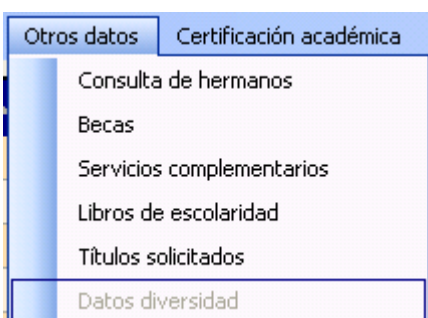 Otros datos Certificación académica
Consulta de hermanos
Becas
Servicios complementarios
Libros de escolaridad
Títulos solicitados
Datos diversidad